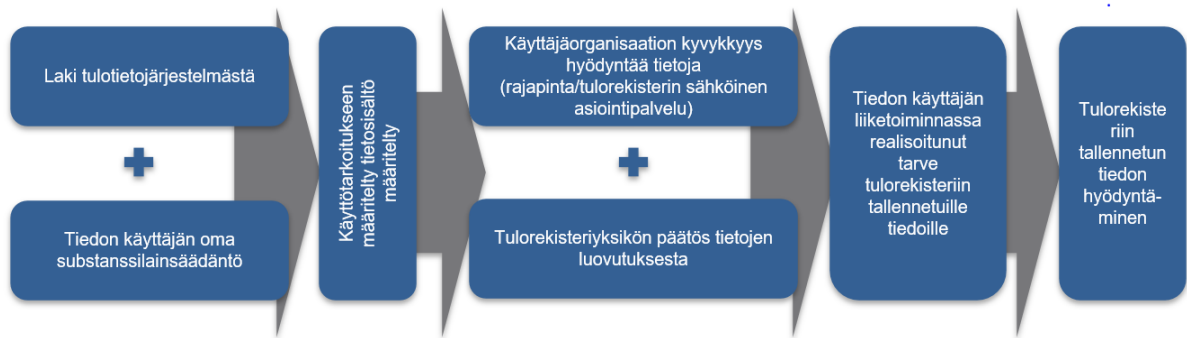 Laki tulotietojärjestelmästä
Tiedon käyttäjän oma
substanssilainsäädäntö
Käyttötarkoitukseen
määritelty tietosisältö
määritelty
Käyttäjäorganisaation kyvykkyys
hyödyntää tietoja
(rajapinta/tulorekisterin sähköinen
asiointipalvelu)
Tulorekisteriyksikön päätös tietojen
luovutuksesta
Tiedon käyttäjän
liiketoiminnassa
realisoitunut
tarve
tulorekisteriin
tallennetuille
tiedoille
Tulorekiste
riin
tallennetun
tiedon
hyödyntä-
minen